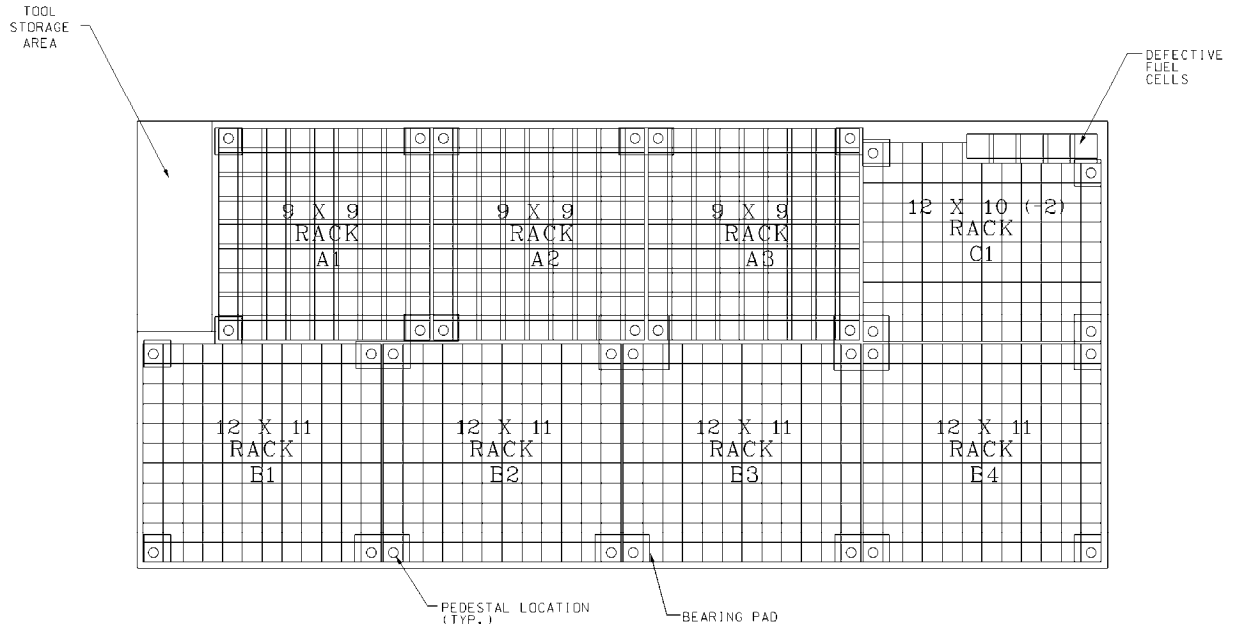 TOOL
STORAGE
AREA
DEFECTIVE
FUEL
CELLS
9 X 9
RACK
A1
9 X 9
RACK
A2
9 X 9
RACK
A3
12 X 10 (-2)
RACK
C1
12 X 11
RACK
B1
12 X 11
RACK
B2
12 X 11
RACK
B3
12 X 11
RACK
B4
PEDESTAL LOCATION
(TYP.)
BEARING PAD